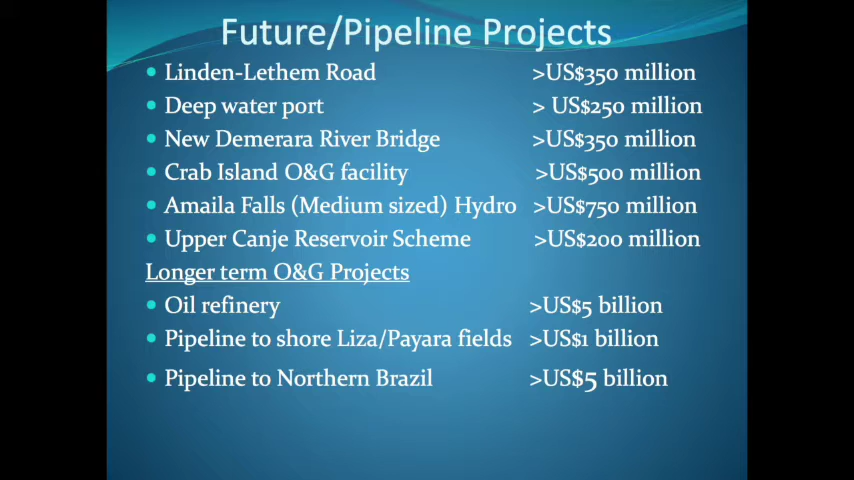 Future/Pipeline Projects
• Linden-Lethem Road >US$350 million
• Deep water port > US$250 million
• New Demerara River Bridge >US$350 million
• Crab Island O&G facility >US$500 million
• Amaila Falls (Medium sized) Hydro >US$750 million
• Upper Canje Reservoir Scheme >US$200 million
Longer term O&G Projects
• Oil refinery >US$5 billion
• Pipeline to shore Liza/Payara fields >US$1 billion
• Pipeline to Northern Brazil >US$5 billion